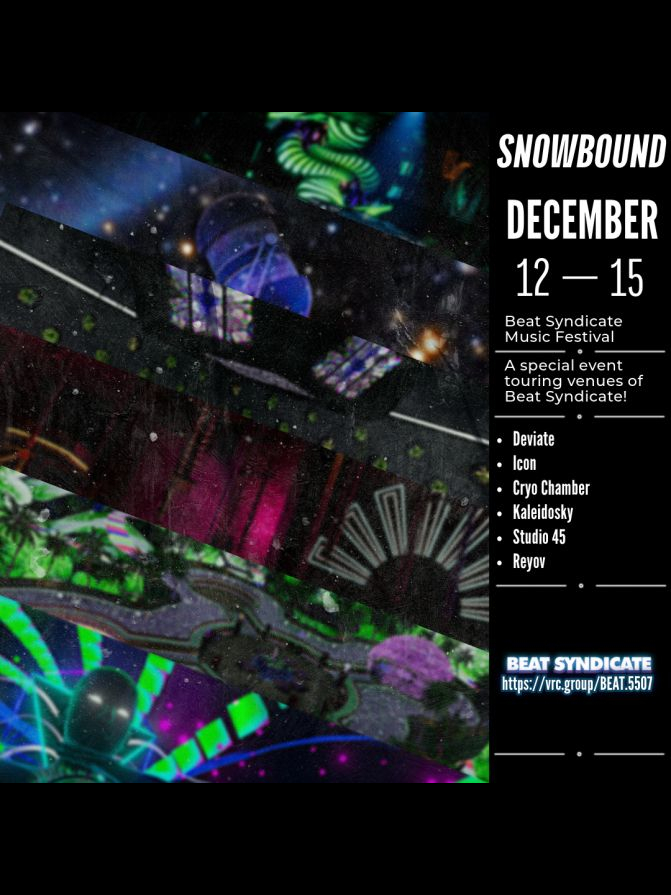 SNOWBOUND
DECEMBER
12 — 15
Beat Syndicate
Music Festival
A special event
touring venues of
Beat Syndicate!
• Deviate
• Icon
• Cryo Chamber
• Kaleidosky
• Studio 45
• Reyov
BEAT SYNDICATE
https://vrc.group/BEAT.5507